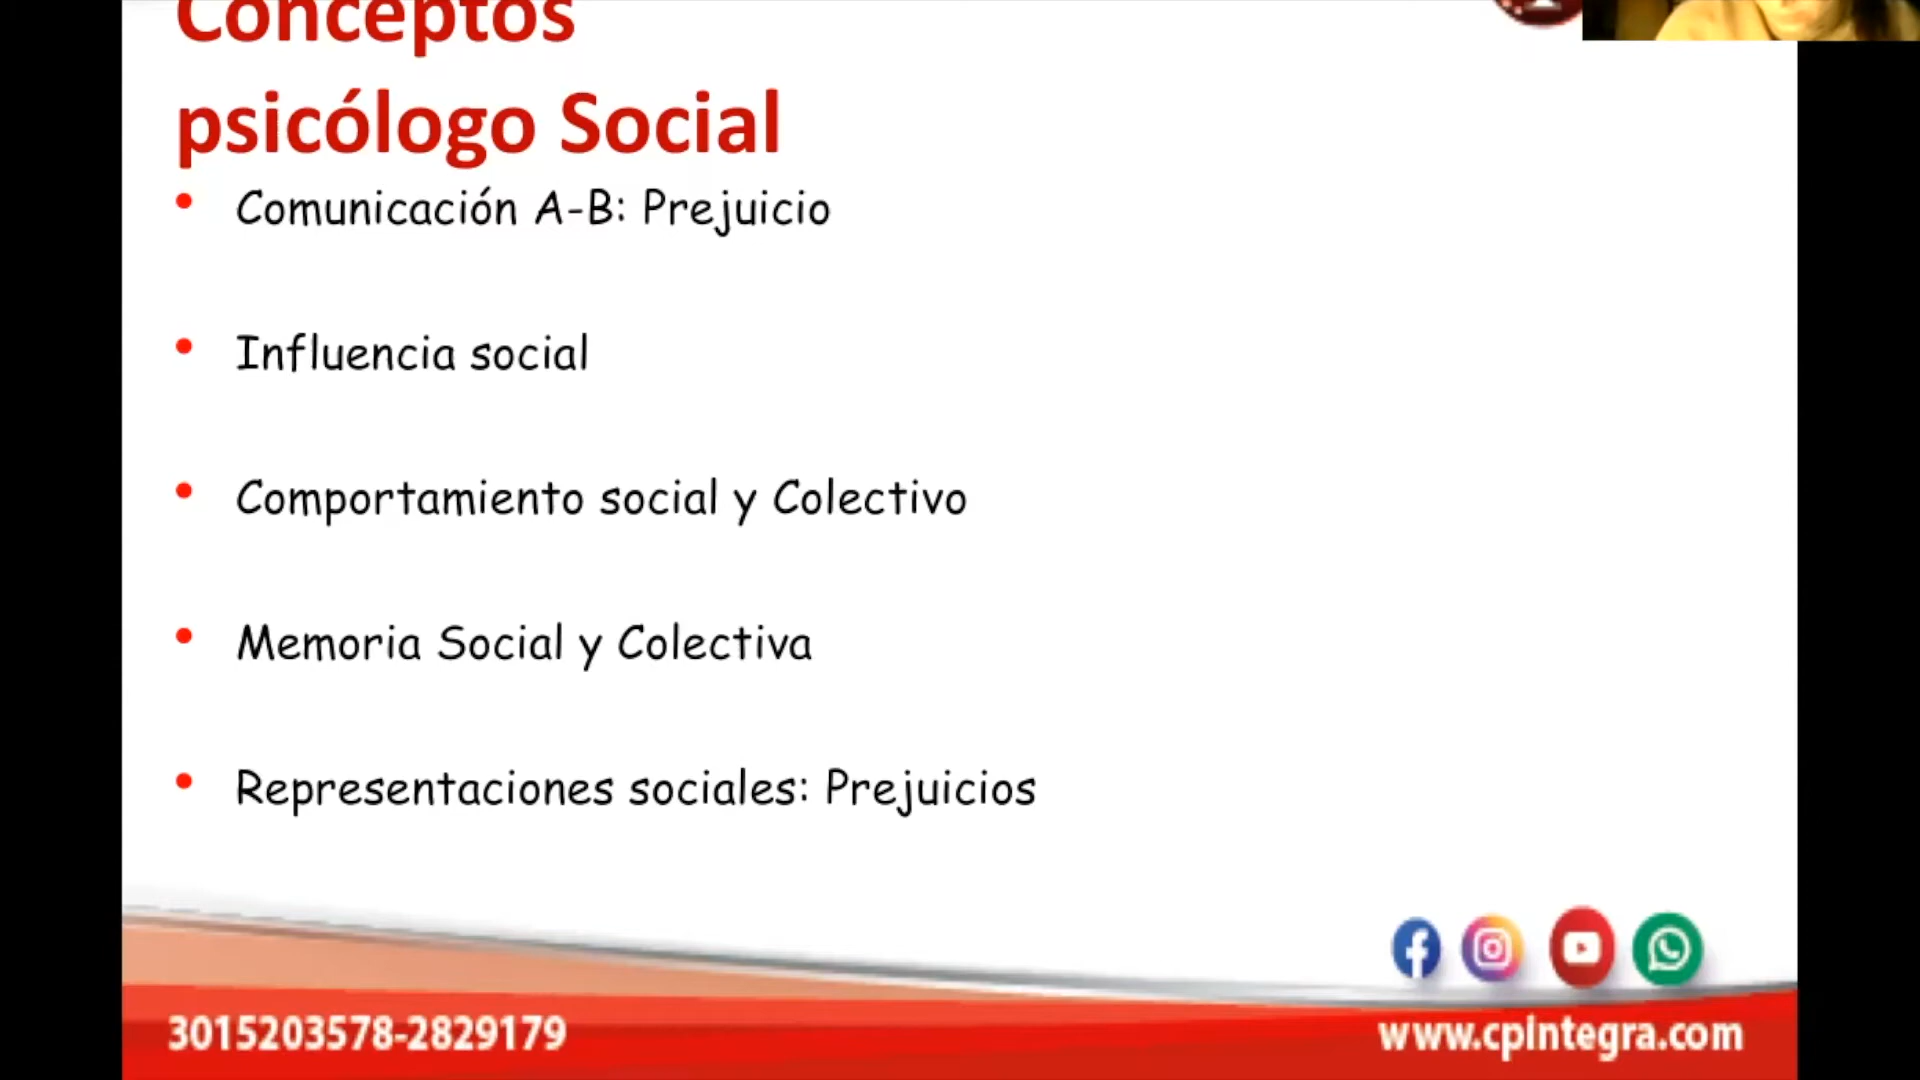 Conceptos
psicólogo Social
• Comunicación A-B: Prejuicio
• Influencia social
• Comportamiento social y Colectivo
• Memoria Social y Colectiva
• Representaciones sociales: Prejuicios
3015203578-2829179
www.cpintegra.com